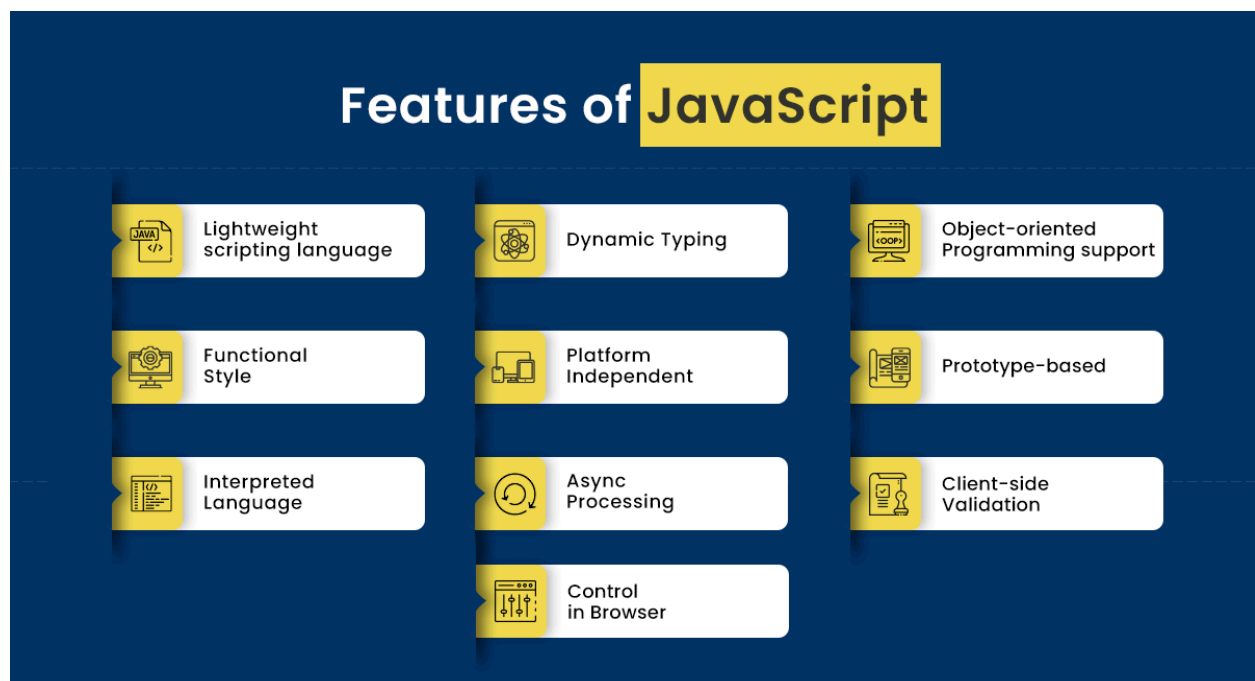 Features of JavaScript
JAVA
</>
Lightweight
scripting language
Dynamic Typing
<OOP>
Object-oriented
Programming support
Functional
Style
Platform
Independent
Prototype-based
</>
Interpreted
Language
Async
Processing
Client-side
Validation
Control
in Browser